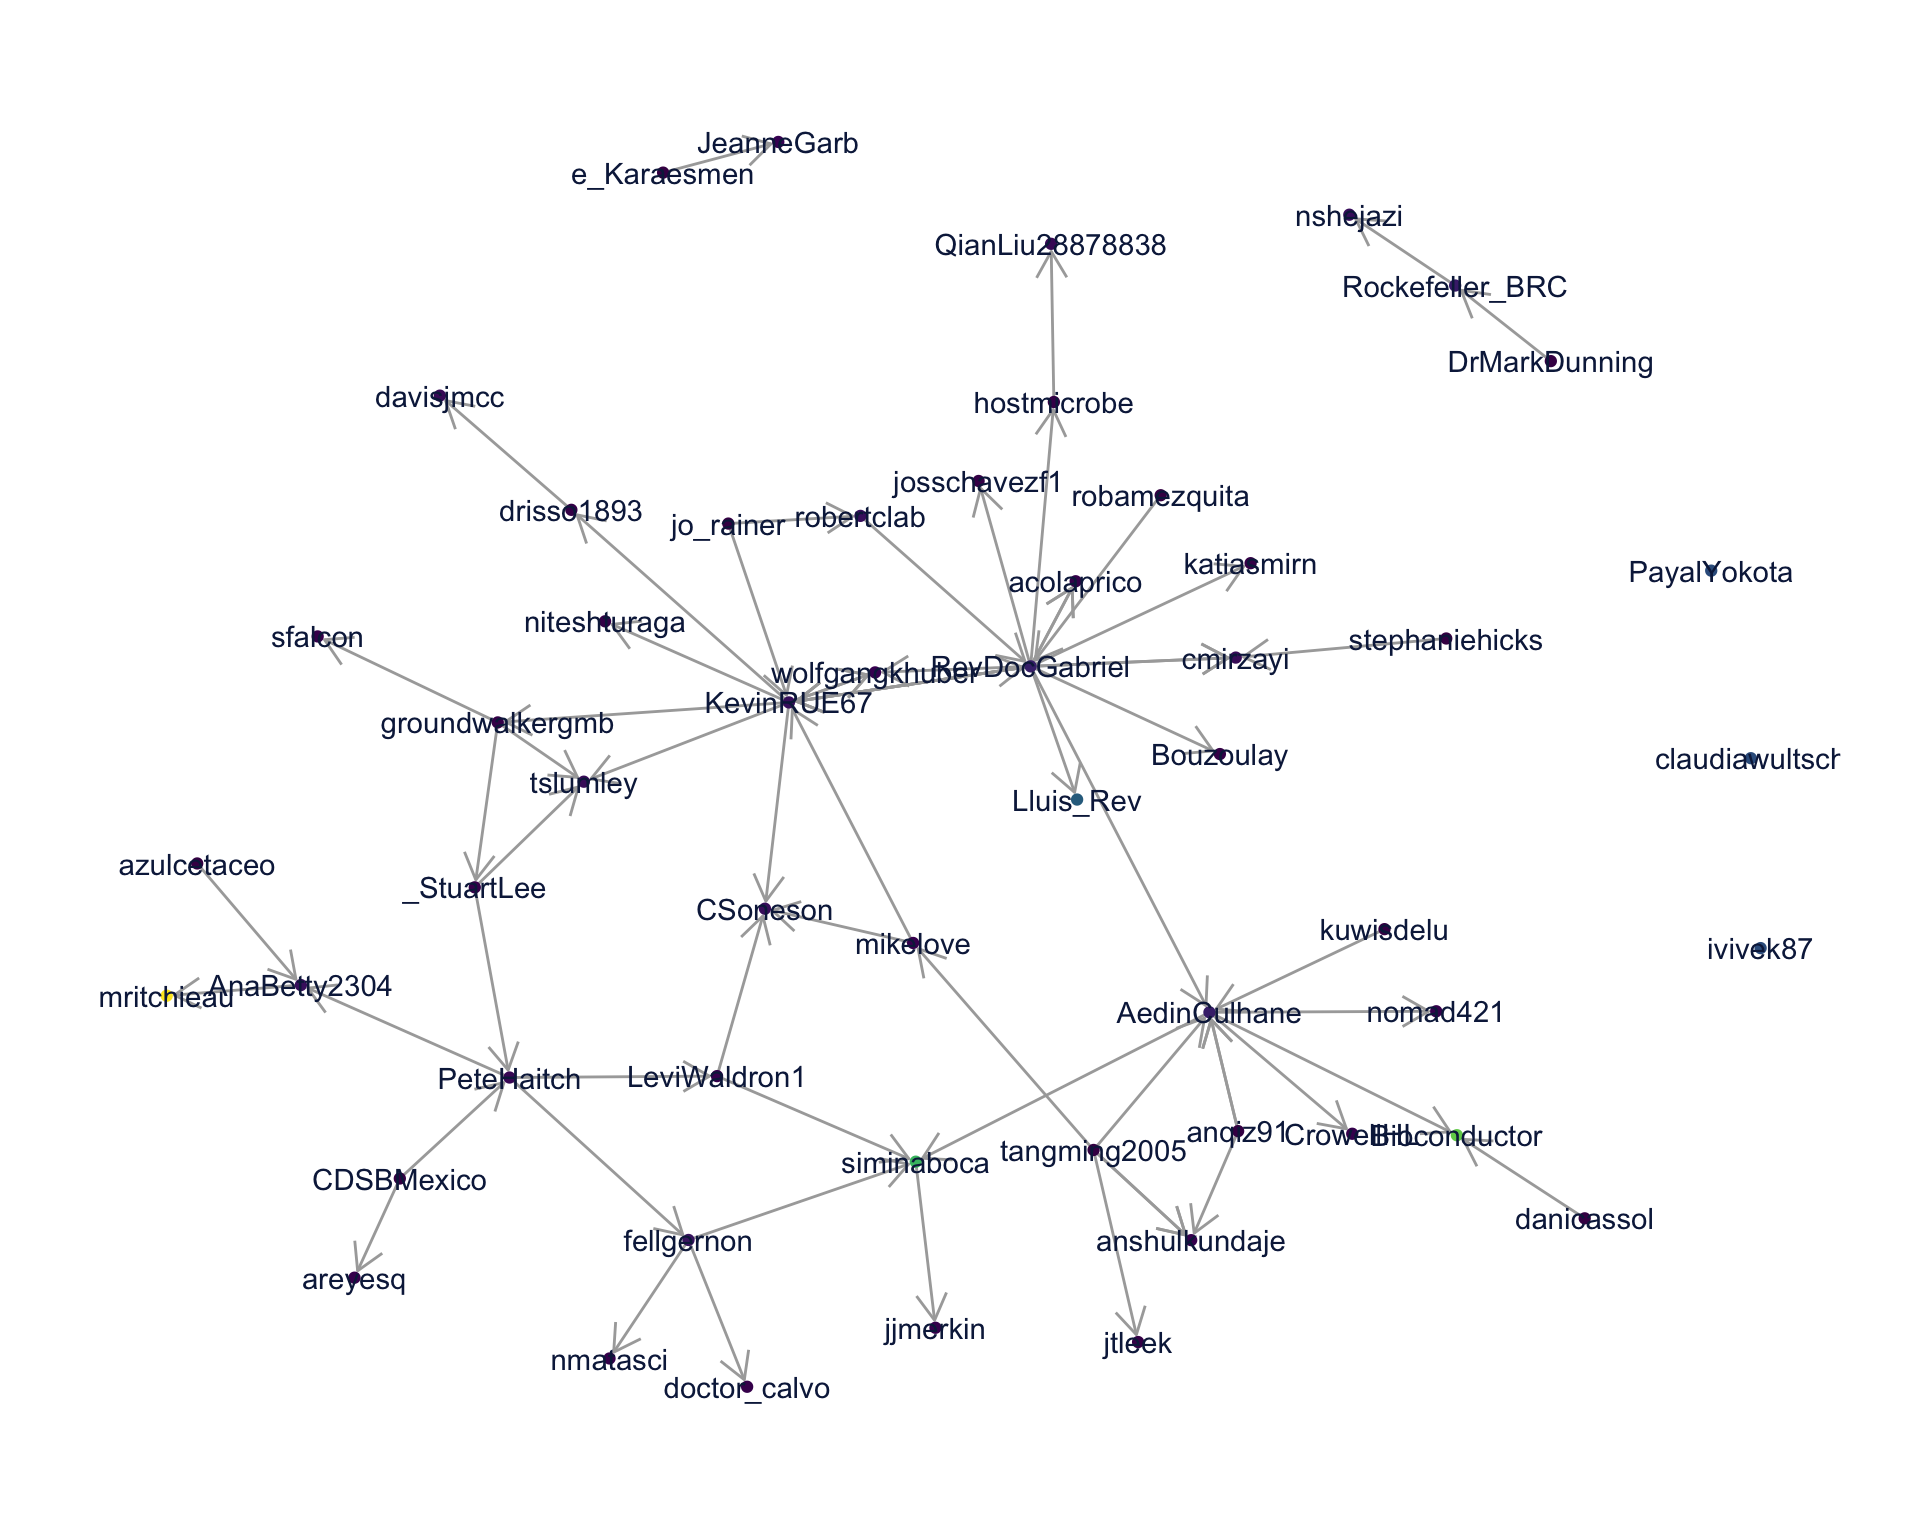 JeanneGarb
e_Karaesmen
nshejazi
QianLiu28878838
Rockefeller_BRC
DrMarkDunning
davisjmcc
hostmicrobe
josschavezf1
robamezquita
drisso1893
jo_rainer
robertclab
katiasmirn
PayalYokota
acolaprico
niteshturaga
sfalcon
stephaniehicks
cmirzayi
RevDocGabriel
wolfgangkhuber
KevinRUE67
groundwalkergmb
Bouzoulay
claudiawultsch
tslumley
Lluis_Rev
azulcetaceo
_StuartLee
CSoneson
kuwisdelu
mikelove
ivivek87
AnaBetty2304
mritchieau
AedinCulhane
nomad421
PeteHaitch
LeviWaldron1
anqiz91
CrowellHL
Bioconductor
tangming2005
siminaboca
CDSBMexico
danicassol
fellgernon
anshulkundaje
areyesq
jjmerkin
jtleek
nmatasci
doctor_calvo